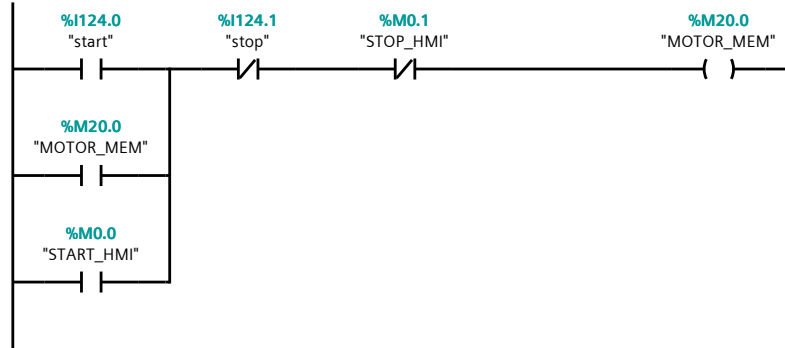 %I124.0
"start"
%I124.1
"stop"
%M0.1
"STOP_HMI"
%M20.0
"MOTOR_MEM"
%M20.0
"MOTOR_MEM"
%M0.0
"START_HMI"